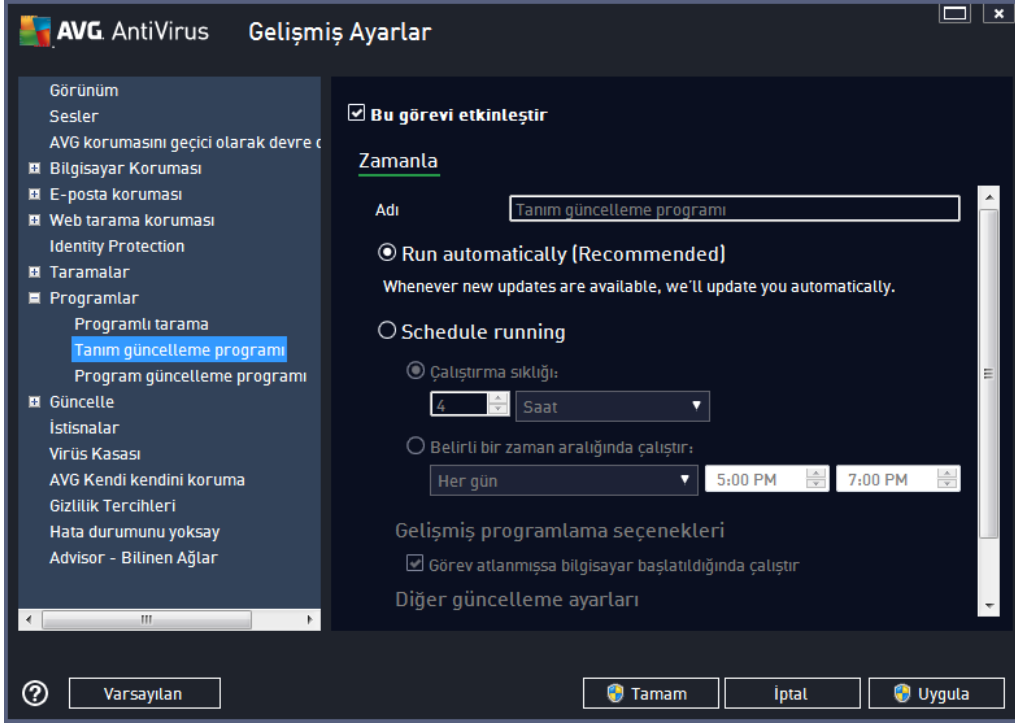 AVG AntiVirus Gelişmiş Ayarlar
Görünüm
Sesler
AVG korumasını geçici olarak devre
Bilgisayar Koruması
E-posta koruması
Web tarama koruması
Identity Protection
Taramalar
Programlar
Programlı tarama
Tanım güncelleme programı
Program güncelleme programı
Güncelle
İstisnalar
Virüs Kasası
AVG Kendi kendini koruma
Gizlilik Tercihleri
Hata durumunu yoksay
Advisor - Bilinen Ağlar
Bu görevi etkinleştir
Zamanla
Adı Tanım güncelleme programı
Run automatically (Recommended)
Whenever new updates are available, we'll update you automatically.
Schedule running
Çalıştırma sıklığı:
4 Saat
Belirli bir zaman aralığında çalıştır:
Her gün 5:00 PM 7:00 PM
Gelişmiş programlama seçenekleri
Görev atlanmışsa bilgisayar başlatıldığında çalıştır
Diğer güncelleme ayarları
? Varsayılan Tamam İptal Uygula